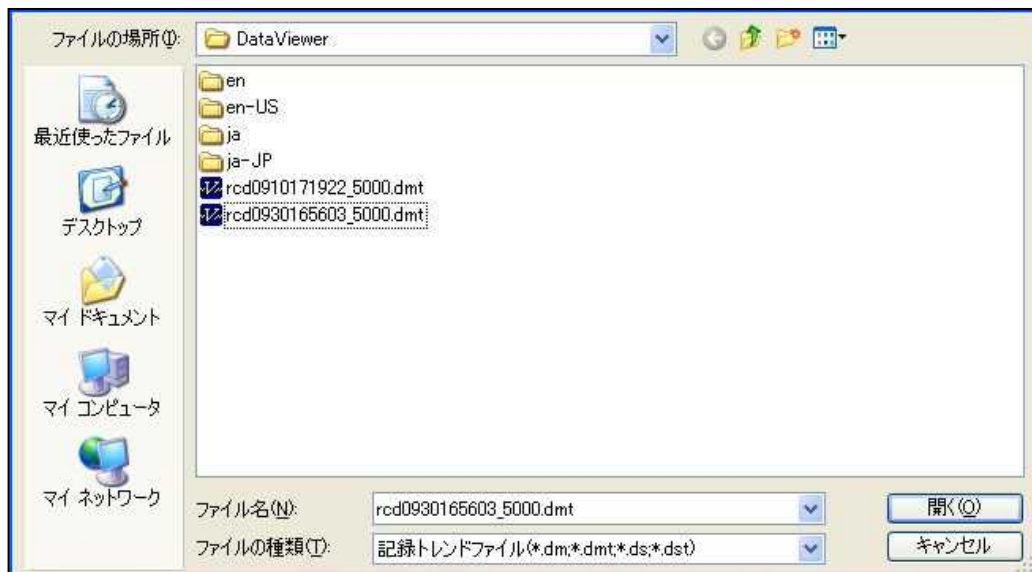 ファイルの場所(I):
DataViewer
最近使ったファイル
デスクトップ
マイ ドキュメント
マイ コンピュータ
マイ ネットワーク
en
en-US
ja
ja-JP
rcd0910171922_5000.dmt
rcd0930165603_5000.dmt
ファイル名(N):
rcd0930165603_5000.dmt
開く(O)
ファイルの種類(T):
記録トレンドファイル(*.dm;*.dmt;*.ds;*.dst)
キャンセル